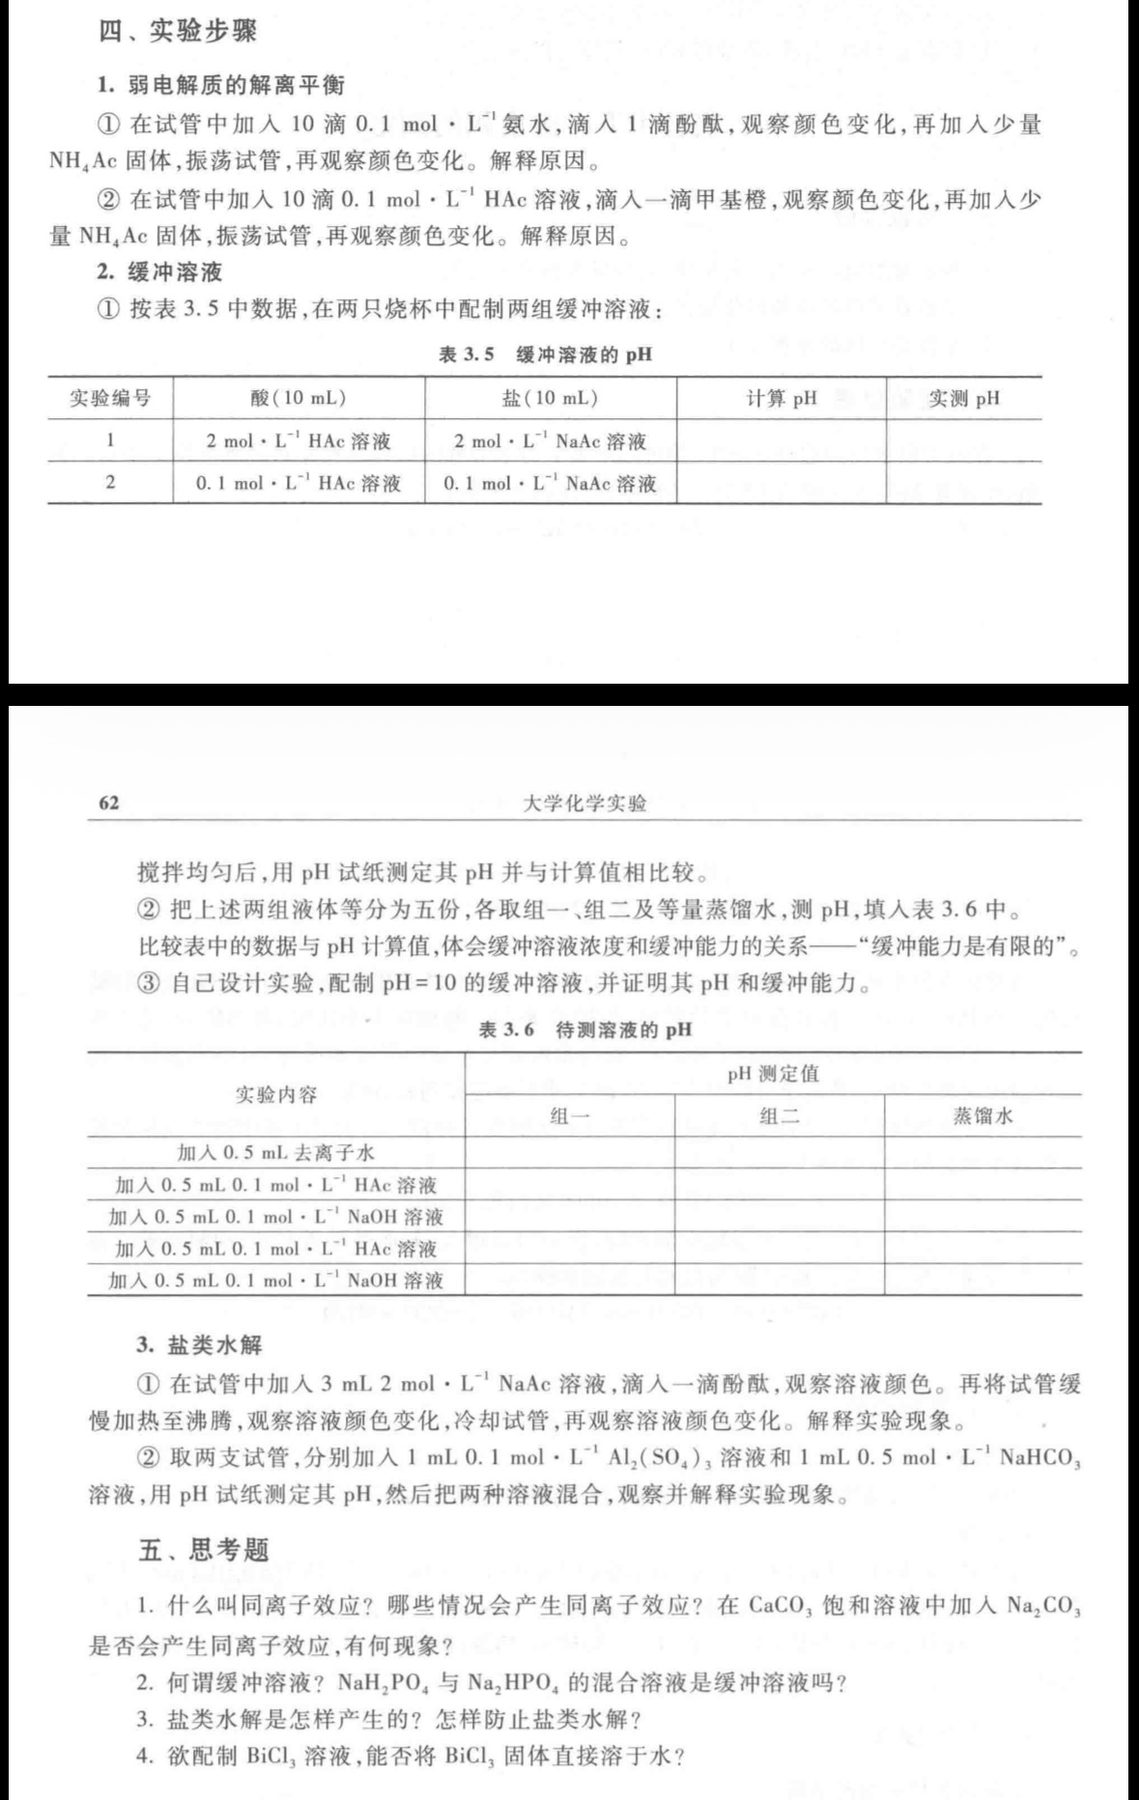 四、实验步骤
1. 弱电解质的解离平衡
① 在试管中加入 10 滴 0.1 mol·L⁻¹ 氨水,滴入 1 滴酚酞,观察颜色变化,再加入少量
NH₄Ac 固体,振荡试管,再观察颜色变化。解释原因。
② 在试管中加入 10 滴 0.1 mol·L⁻¹ HAc 溶液,滴入一滴甲基橙,观察颜色变化,再加入少
量 NH₄Ac 固体,振荡试管,再观察颜色变化。解释原因。
2. 缓冲溶液
① 按表 3.5 中数据,在两只烧杯中配制两组缓冲溶液:
表 3.5 缓冲溶液的 pH
实验编号 酸(10 mL) 盐(10 mL) 计算 pH 实测 pH
1 2 mol·L⁻¹ HAc 溶液 2 mol·L⁻¹ NaAc 溶液
2 0.1 mol·L⁻¹ HAc 溶液 0.1 mol·L⁻¹ NaAc 溶液
62 大学化学实验
搅拌均匀后,用 pH 试纸测定其 pH 并与计算值相比较。
② 把上述两组液体等分为五份,各取组一、组二及等量蒸馏水,测 pH,填入表 3.6 中。
比较表中的数据与 pH 计算值,体会缓冲溶液浓度和缓冲能力的关系——“缓冲能力是有限的”。
③ 自己设计实验,配制 pH=10 的缓冲溶液,并证明其 pH 和缓冲能力。
表 3.6 待测溶液的 pH
实验内容 pH 测定值
组一 组二 蒸馏水
加入 0.5 mL 去离子水
加入 0.5 mL 0.1 mol·L⁻¹ HAc 溶液
加入 0.5 mL 0.1 mol·L⁻¹ NaOH 溶液
加入 0.5 mL 0.1 mol·L⁻¹ HAc 溶液
加入 0.5 mL 0.1 mol·L⁻¹ NaOH 溶液
3. 盐类水解
① 在试管中加入 3 mL 2 mol·L⁻¹ NaAc 溶液,滴入一滴酚酞,观察溶液颜色。再将试管缓
慢加热至沸腾,观察溶液颜色变化,冷却试管,再观察溶液颜色变化。解释实验现象。
② 取两支试管,分别加入 1 mL 0.1 mol·L⁻¹ Al₂(SO₄)₃ 溶液和 1 mL 0.5 mol·L⁻¹ NaHCO₃
溶液,用 pH 试纸测定其 pH,然后把两种溶液混合,观察并解释实验现象。
五、思考题
1. 什么叫同离子效应? 哪些情况会产生同离子效应? 在 CaCO₃ 饱和溶液中加入 Na₂CO₃
是否会产生同离子效应,有何现象?
2. 何谓缓冲溶液? NaH₂PO₄ 与 Na₂HPO₄ 的混合溶液是缓冲溶液吗?
3. 盐类水解是怎样产生的? 怎样防止盐类水解?
4. 欲配制 BiCl₃ 溶液,能否将 BiCl₃ 固体直接溶于水?